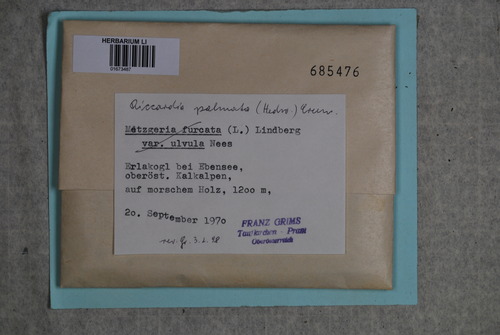 HERBARIUM LI
01673487
685476
Riccardia palmata (Hedw.)
Metzgeria furcata (L.) Lindberg
var. ulvula Nees
Erlakogl bei Ebensee,
oberöst. Kalkalpen,
auf morschem Holz, 1200 m,
20. September 1970
FRANZ GRIMS
Taufkirchen - Pram
Oberösterreich